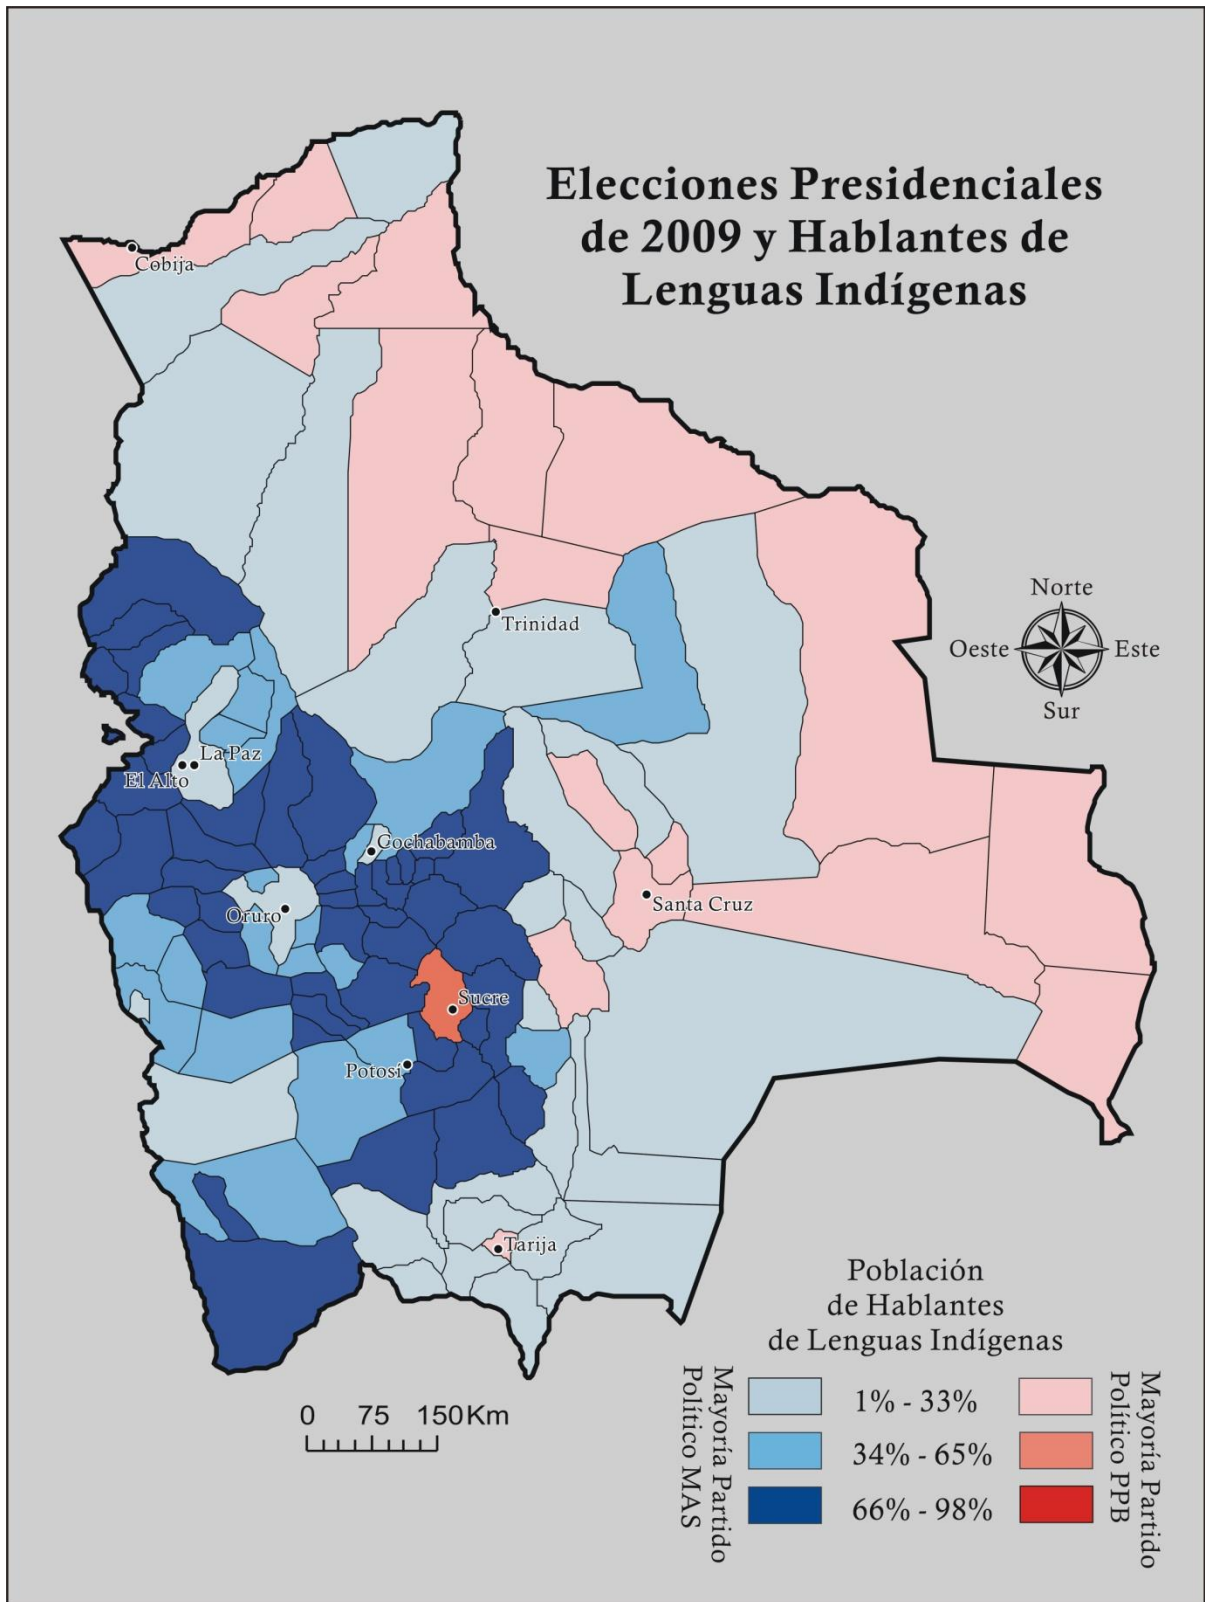 Elecciones Presidenciales
de 2009 y Hablantes de
Lenguas Indígenas
Cobija
Trinidad
Norte
Oeste
Este
Sur
La Paz
El Alto
Cochabamba
Oruro
Santa Cruz
Sucre
Potosí
Tarija
Población
de Hablantes
de Lenguas Indígenas
Mayoría Partido
Político MAS
1% - 33%
34% - 65%
66% - 98%
Mayoría Partido
Político PPB
0 75 150Km